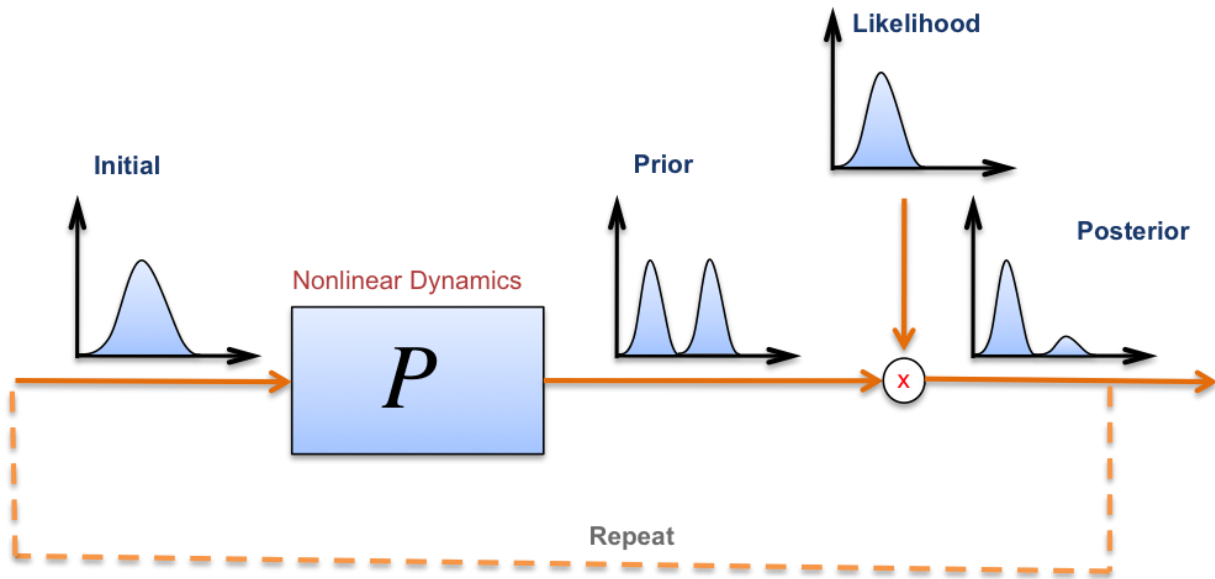 Likelihood
Initial
Prior
Posterior
Nonlinear Dynamics
P
x
Repeat